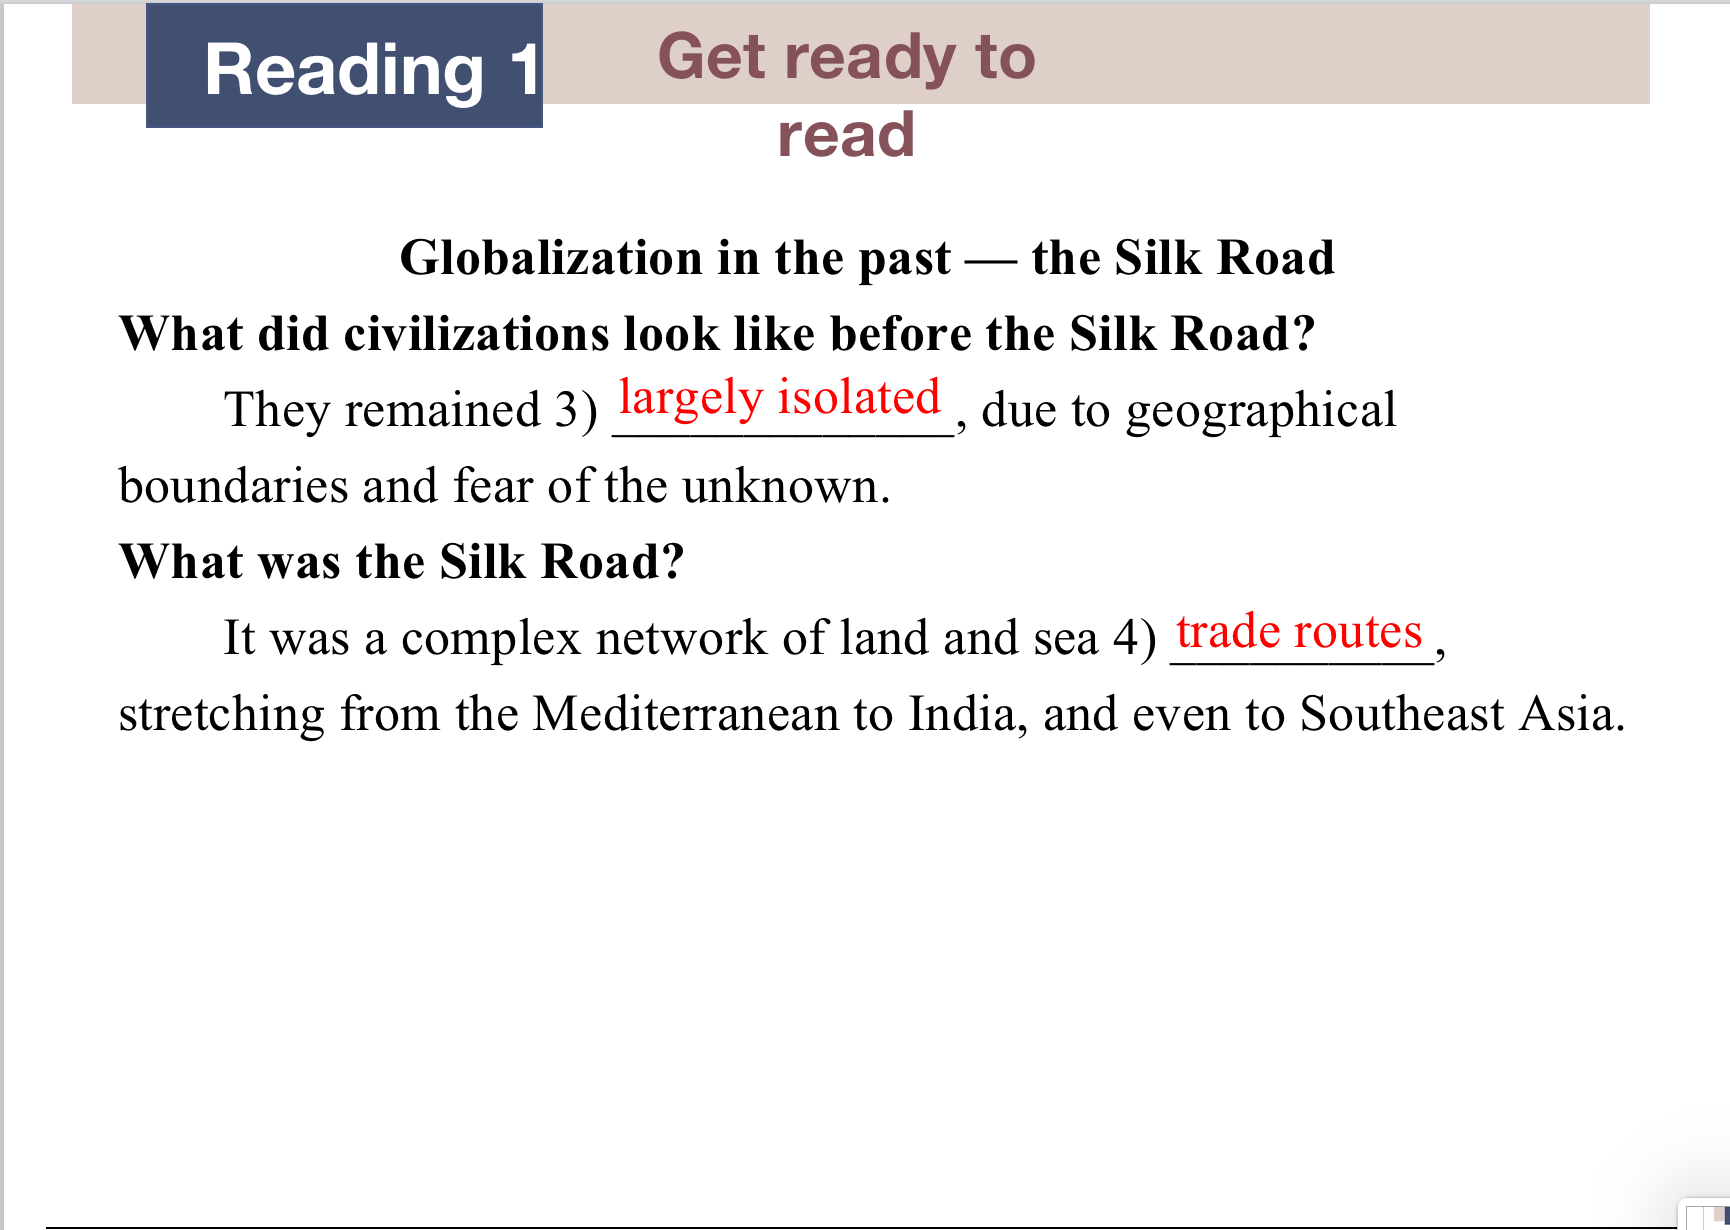 Reading 1
Get ready to
read
Globalization in the past — the Silk Road
What did civilizations look like before the Silk Road?
They remained 3) largely isolated, due to geographical
boundaries and fear of the unknown.
What was the Silk Road?
It was a complex network of land and sea 4) trade routes,
stretching from the Mediterranean to India, and even to Southeast Asia.